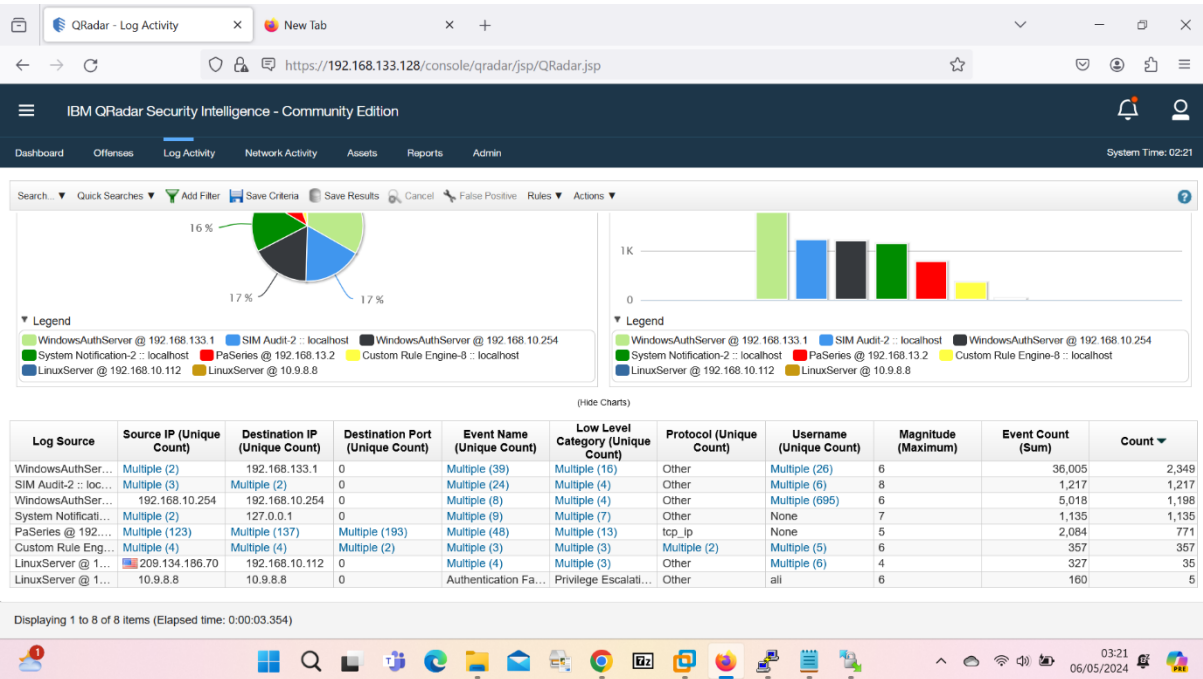 QRadar - Log Activity
New Tab
https://192.168.133.128/console/qradar/jsp/QRadar.jsp
IBM QRadar Security Intelligence - Community Edition
Dashboard Offenses Log Activity Network Activity Assets Reports Admin System Time: 02:21
Search... Quick Searches Add Filter Save Criteria Save Results Cancel False Positive Rules Actions
16 %
17 %
17 %
Legend
WindowsAuthServer @ 192.168.133.1 SIM Audit-2 :: localhost WindowsAuthServer @ 192.168.10.254
System Notification-2 :: localhost PaSeries @ 192.168.13.2 Custom Rule Engine-8 :: localhost
LinuxServer @ 192.168.10.112 LinuxServer @ 10.9.8.8
1K
0
Legend
WindowsAuthServer @ 192.168.133.1 SIM Audit-2 :: localhost WindowsAuthServer @ 192.168.10.254
System Notification-2 :: localhost PaSeries @ 192.168.13.2 Custom Rule Engine-8 :: localhost
LinuxServer @ 192.168.10.112 LinuxServer @ 10.9.8.8
(Hide Charts)
Log Source Source IP (Unique Count) Destination IP (Unique Count) Destination Port (Unique Count) Event Name (Unique Count) Low Level Category (Unique Count) Protocol (Unique Count) Username (Unique Count) Magnitude (Maximum) Event Count (Sum) Count
WindowsAuthSer... Multiple (2) 192.168.133.1 0 Multiple (39) Multiple (16) Other Multiple (26) 6 36,005 2,349
SIM Audit-2 :: loc... Multiple (3) Multiple (2) 0 Multiple (24) Multiple (4) Other Multiple (6) 8 1,217 1,217
WindowsAuthSer... 192.168.10.254 192.168.10.254 0 Multiple (8) Multiple (4) Other Multiple (695) 6 5,018 1,198
System Notificati... Multiple (2) 127.0.0.1 0 Multiple (9) Multiple (7) Other None 7 1,135 1,135
PaSeries @ 192.... Multiple (123) Multiple (137) Multiple (193) Multiple (48) Multiple (13) tcp_ip None 5 2,084 771
Custom Rule Eng... Multiple (4) Multiple (4) Multiple (2) Multiple (3) Multiple (3) Multiple (2) Multiple (5) 6 357 357
LinuxServer @ 1... 209.134.186.70 192.168.10.112 0 Multiple (4) Multiple (3) Other Multiple (6) 4 327 35
LinuxServer @ 1... 10.9.8.8 10.9.8.8 0 Authentication Fa... Privilege Escalati... Other ali 6 160 5
Displaying 1 to 8 of 8 items (Elapsed time: 0:00:03.354)
1
7z
PRE
03:21
06/05/2024